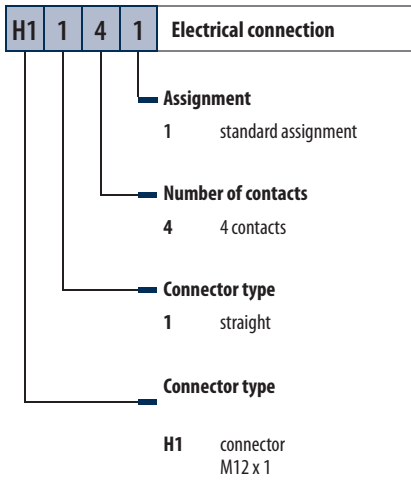 H1 1 4 1 Electrical connection
Assignment
1 standard assignment
Number of contacts
4 4 contacts
Connector type
1 straight
Connector type
H1 connector
M12 x 1